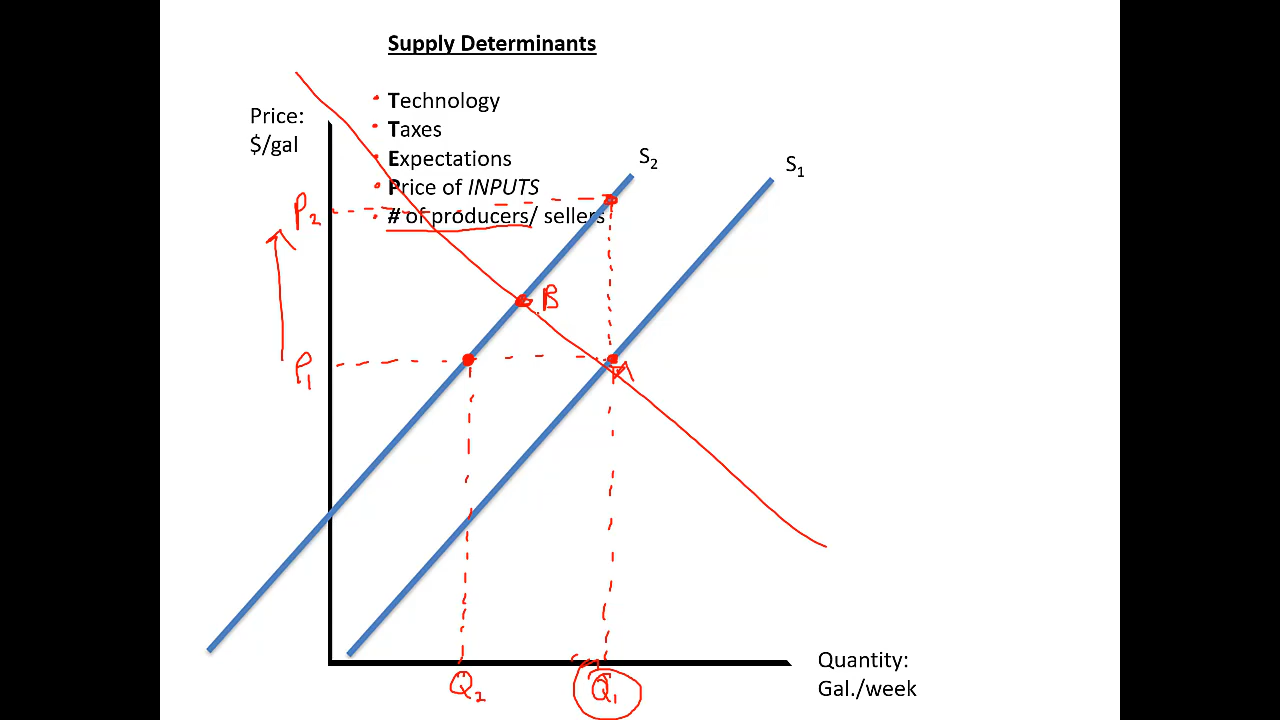 Supply Determinants
Technology
Price:
$/gal
Taxes
Expectations
S2
S1
Price of INPUTS
P2
# of producers/ sellers
B
P1
A
Quantity:
Gal./week
Q2
Q1